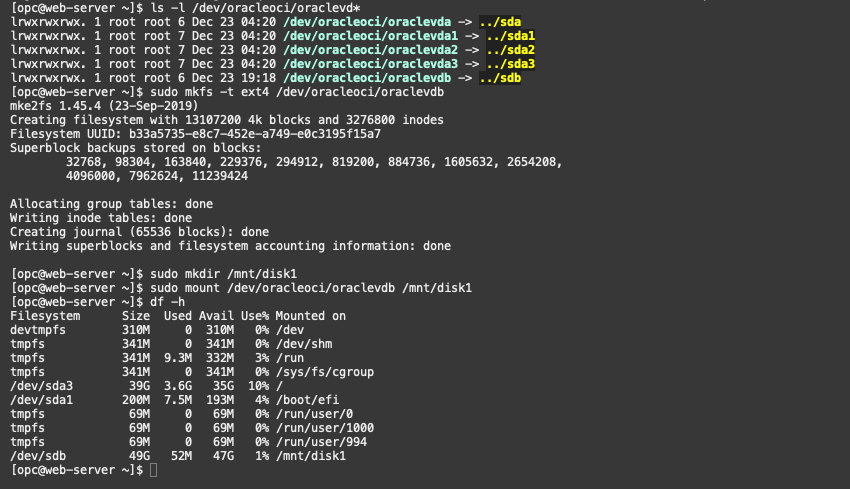 [opc@web-server ~]$ ls -l /dev/oracleoci/oraclevd*
lrwxrwxrwx. 1 root root 6 Dec 23 04:20 /dev/oracleoci/oraclevda -> ../sda
lrwxrwxrwx. 1 root root 7 Dec 23 04:20 /dev/oracleoci/oraclevda1 -> ../sda1
lrwxrwxrwx. 1 root root 7 Dec 23 04:20 /dev/oracleoci/oraclevda2 -> ../sda2
lrwxrwxrwx. 1 root root 7 Dec 23 04:20 /dev/oracleoci/oraclevda3 -> ../sda3
lrwxrwxrwx. 1 root root 6 Dec 23 19:18 /dev/oracleoci/oraclevdb -> ../sdb
[opc@web-server ~]$ sudo mkfs -t ext4 /dev/oracleoci/oraclevdb
mke2fs 1.45.4 (23-Sep-2019)
Creating filesystem with 13107200 4k blocks and 3276800 inodes
Filesystem UUID: b33a5735-e8c7-452e-a749-e0c3195f15a7
Superblock backups stored on blocks:
        32768, 98304, 163840, 229376, 294912, 819200, 884736, 1605632, 2654208,
        4096000, 7962624, 11239424

Allocating group tables: done
Writing inode tables: done
Creating journal (65536 blocks): done
Writing superblocks and filesystem accounting information: done

[opc@web-server ~]$ sudo mkdir /mnt/disk1
[opc@web-server ~]$ sudo mount /dev/oracleoci/oraclevdb /mnt/disk1
[opc@web-server ~]$ df -h
Filesystem      Size  Used Avail Use% Mounted on
devtmpfs        310M     0  310M   0% /dev
tmpfs           341M     0  341M   0% /dev/shm
tmpfs           341M  9.3M  332M   3% /run
tmpfs           341M     0  341M   0% /sys/fs/cgroup
/dev/sda3        39G  3.6G   35G  10% /
/dev/sda1       200M  7.5M  193M   4% /boot/efi
tmpfs            69M     0   69M   0% /run/user/0
tmpfs            69M     0   69M   0% /run/user/1000
tmpfs            69M     0   69M   0% /run/user/994
/dev/sdb         49G   52M   47G   1% /mnt/disk1
[opc@web-server ~]$